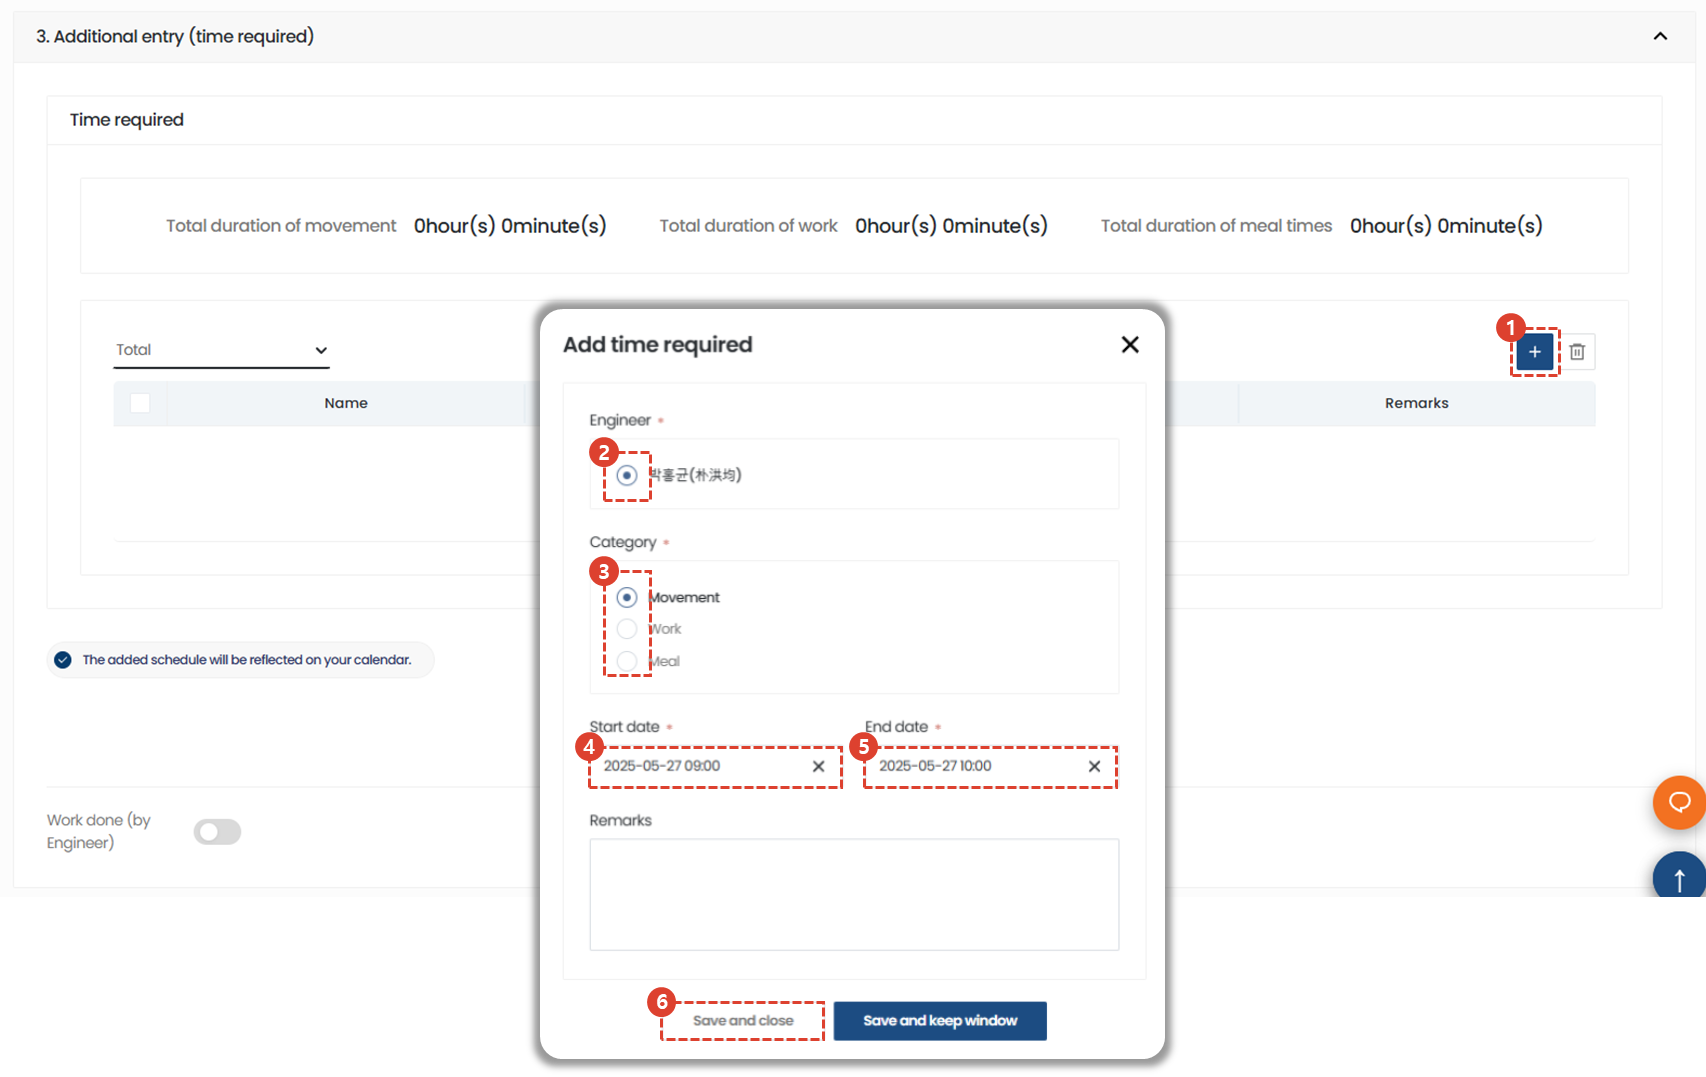 3. Additional entry (time required)
Time required
Total duration of movement 0hour(s) 0minute(s) Total duration of work 0hour(s) 0minute(s) Total duration of meal times 0hour(s) 0minute(s)
Total
1
+
Name
Remarks
Add time required
Engineer *
2
박홍균(朴洪均)
Category *
3
Movement
Work
Meal
Start date *
End date *
4
2025-05-27 09:00
5
2025-05-27 10:00
Remarks
6
Save and close
Save and keep window
The added schedule will be reflected on your calendar.
Work done (by
Engineer)